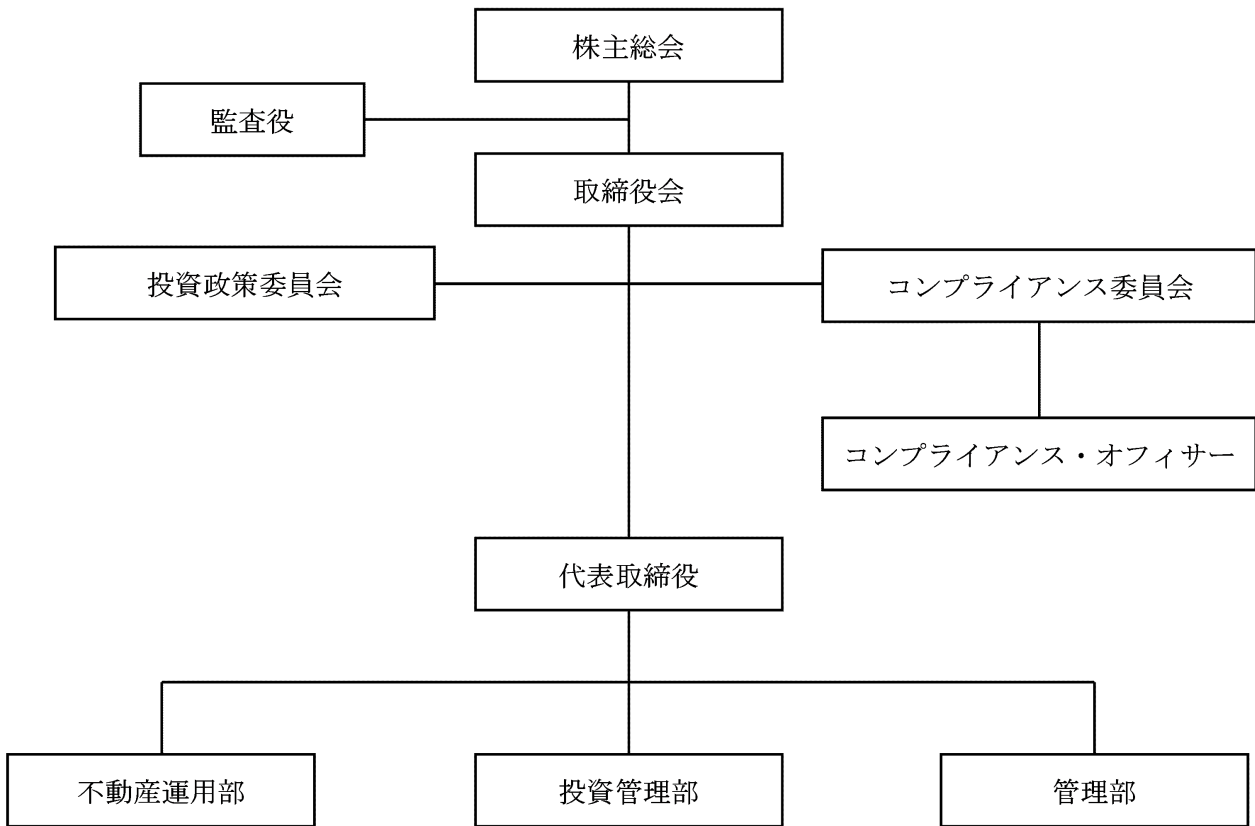 株主総会
監査役
取締役会
投資政策委員会
コンプライアンス委員会
コンプライアンス・オフィサー
代表取締役
不動産運用部
投資管理部
管理部